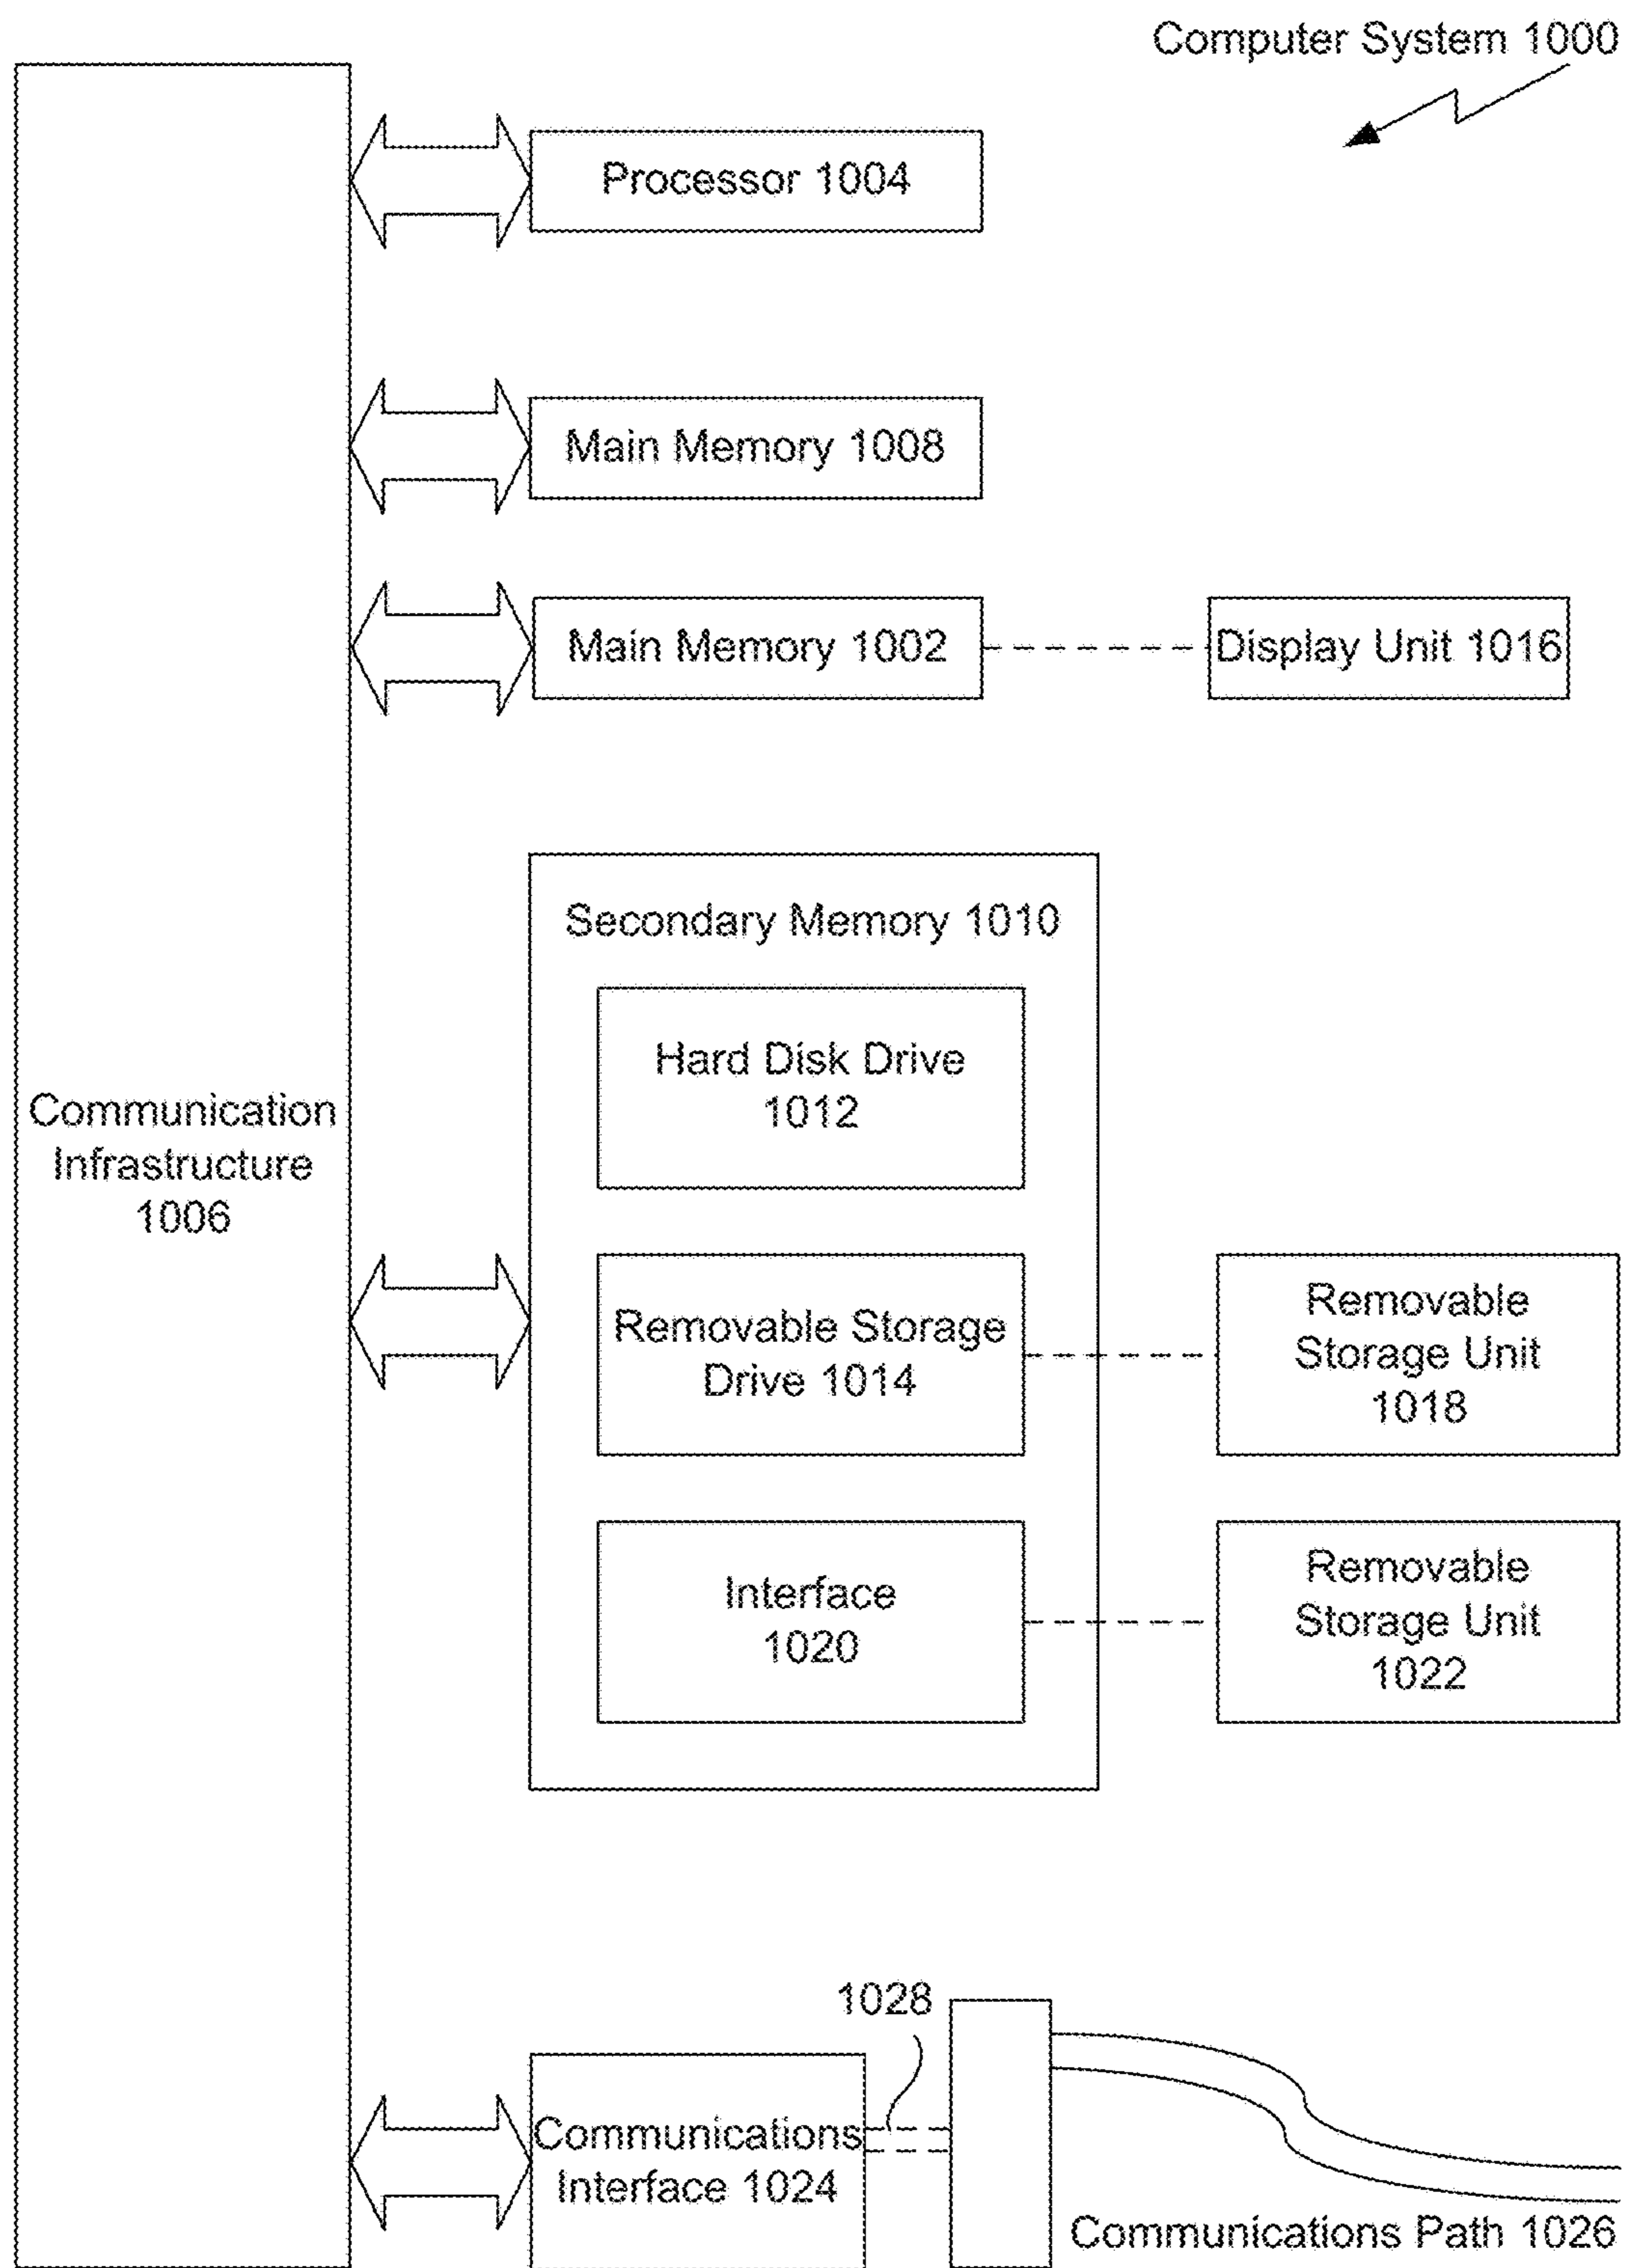 Computer System 1000
Processor 1004
Main Memory 1008
Main Memory 1002
Display Unit 1016
Secondary Memory 1010
Hard Disk Drive
1012
Communication
Infrastructure
1006
Removable Storage
Drive 1014
Removable
Storage Unit
1018
Interface
1020
Removable
Storage Unit
1022
1028
Communications
Interface 1024
Communications Path 1026